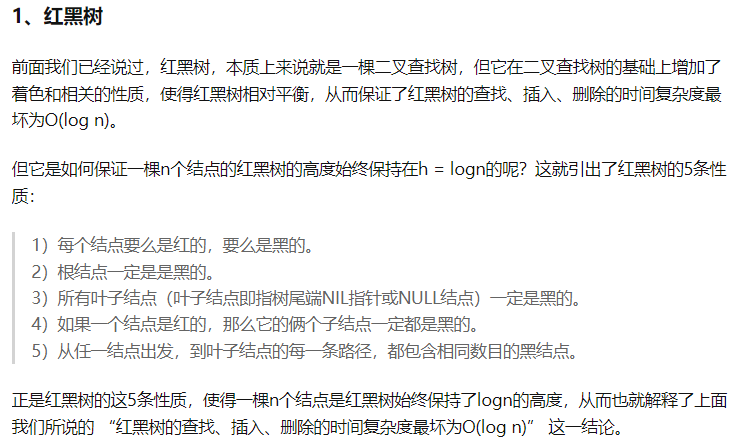 1、红黑树
前面我们已经说过，红黑树，本质上来说就是一棵二叉查找树，但它在二叉查找树的基础上增加了
着色和相关的性质，使得红黑树相对平衡，从而保证了红黑树的查找、插入、删除的时间复杂度最
坏为O(log n)。
但它是如何保证一棵n个结点的红黑树的高度始终保持在h = logn的呢？这就引出了红黑树的5条性
质：
1）每个结点要么是红的，要么是黑的。
2）根结点一定是是黑的。
3）所有叶子结点（叶子结点即指树尾端NIL指针或NULL结点）一定是黑的。
4）如果一个结点是红的，那么它的俩个子结点一定都是黑的。
5）从任一结点出发，到叶子结点的每一条路径，都包含相同数目的黑结点。
正是红黑树的这5条性质，使得一棵n个结点是红黑树始终保持了logn的高度，从而也就解释了上面
我们所说的 “红黑树的查找、插入、删除的时间复杂度最坏为O(log n)” 这一结论。